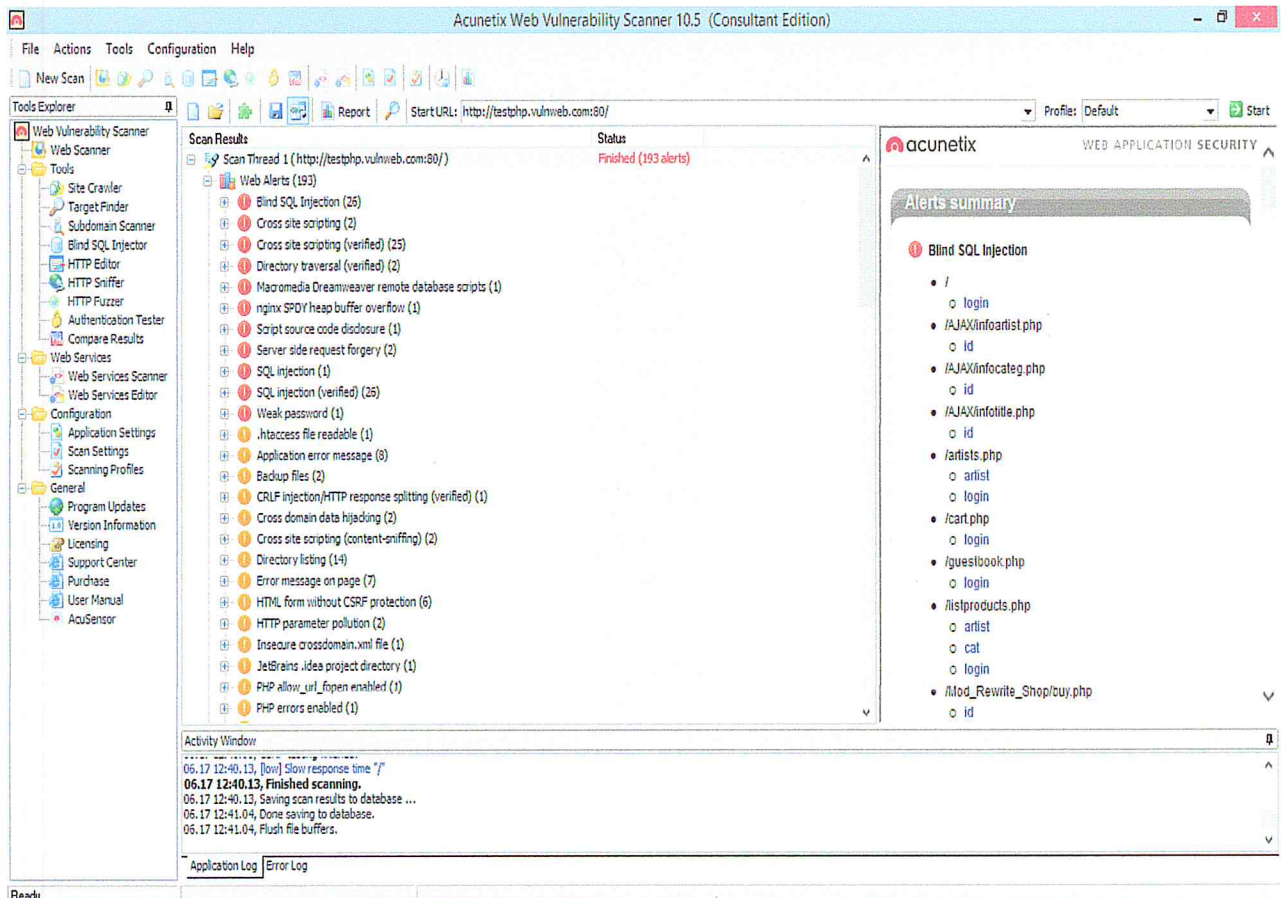 Acunetix Web Vulnerability Scanner 10.5 (Consultant Edition)
File Actions Tools Configuration Help
New Scan
Tools Explorer
Web Vulnerability Scanner
Web Scanner
Tools
Site Crawler
Target Finder
Subdomain Scanner
Blind SQL Injector
HTTP Editor
HTTP Sniffer
HTTP Fuzzer
Authentication Tester
Compare Results
Web Services
Web Services Scanner
Web Services Editor
Configuration
Application Settings
Scan Settings
Scanning Profiles
General
Program Updates
Version Information
Licensing
Support Center
Purchase
User Manual
AcuSensor
Report Start URL: http://testphp.vulnweb.com:80/ Profile: Default Start
Scan Results Status
Scan Thread 1 ( http://testphp.vulnweb.com:80/ ) Finished (193 alerts)
Web Alerts (193)
Blind SQL Injection (26)
Cross site scripting (2)
Cross site scripting (verified) (25)
Directory traversal (verified) (2)
Macromedia Dreamweaver remote database scripts (1)
nginx SPDY heap buffer overflow (1)
Script source code disclosure (1)
Server side request forgery (2)
SQL injection (1)
SQL injection (verified) (26)
Weak password (1)
.htaccess file readable (1)
Application error message (8)
Backup files (2)
CRLF injection/HTTP response splitting (verified) (1)
Cross domain data hijacking (2)
Cross site scripting (content-sniffing) (2)
Directory listing (14)
Error message on page (7)
HTML form without CSRF protection (6)
HTTP parameter pollution (2)
Insecure crossdomain.xml file (1)
JetBrains .idea project directory (1)
PHP allow_url_fopen enabled (1)
PHP errors enabled (1)
acunetix WEB APPLICATION SECURITY
Alerts summary
Blind SQL Injection
/
login
/AJAX/infoartist.php
id
/AJAX/infocateg.php
id
/AJAX/infotitle.php
id
/artists.php
artist
login
/cart.php
login
/guestbook.php
login
/listproducts.php
artist
cat
login
/Mod_Rewrite_Shop/buy.php
id
Activity Window
06.17 12:40.13, [low] Slow response time "/"
06.17 12:40.13, Finished scanning.
06.17 12:40.13, Saving scan results to database ...
06.17 12:41.04, Done saving to database.
06.17 12:41.04, Flush file buffers.
Application Log Error Log
Ready